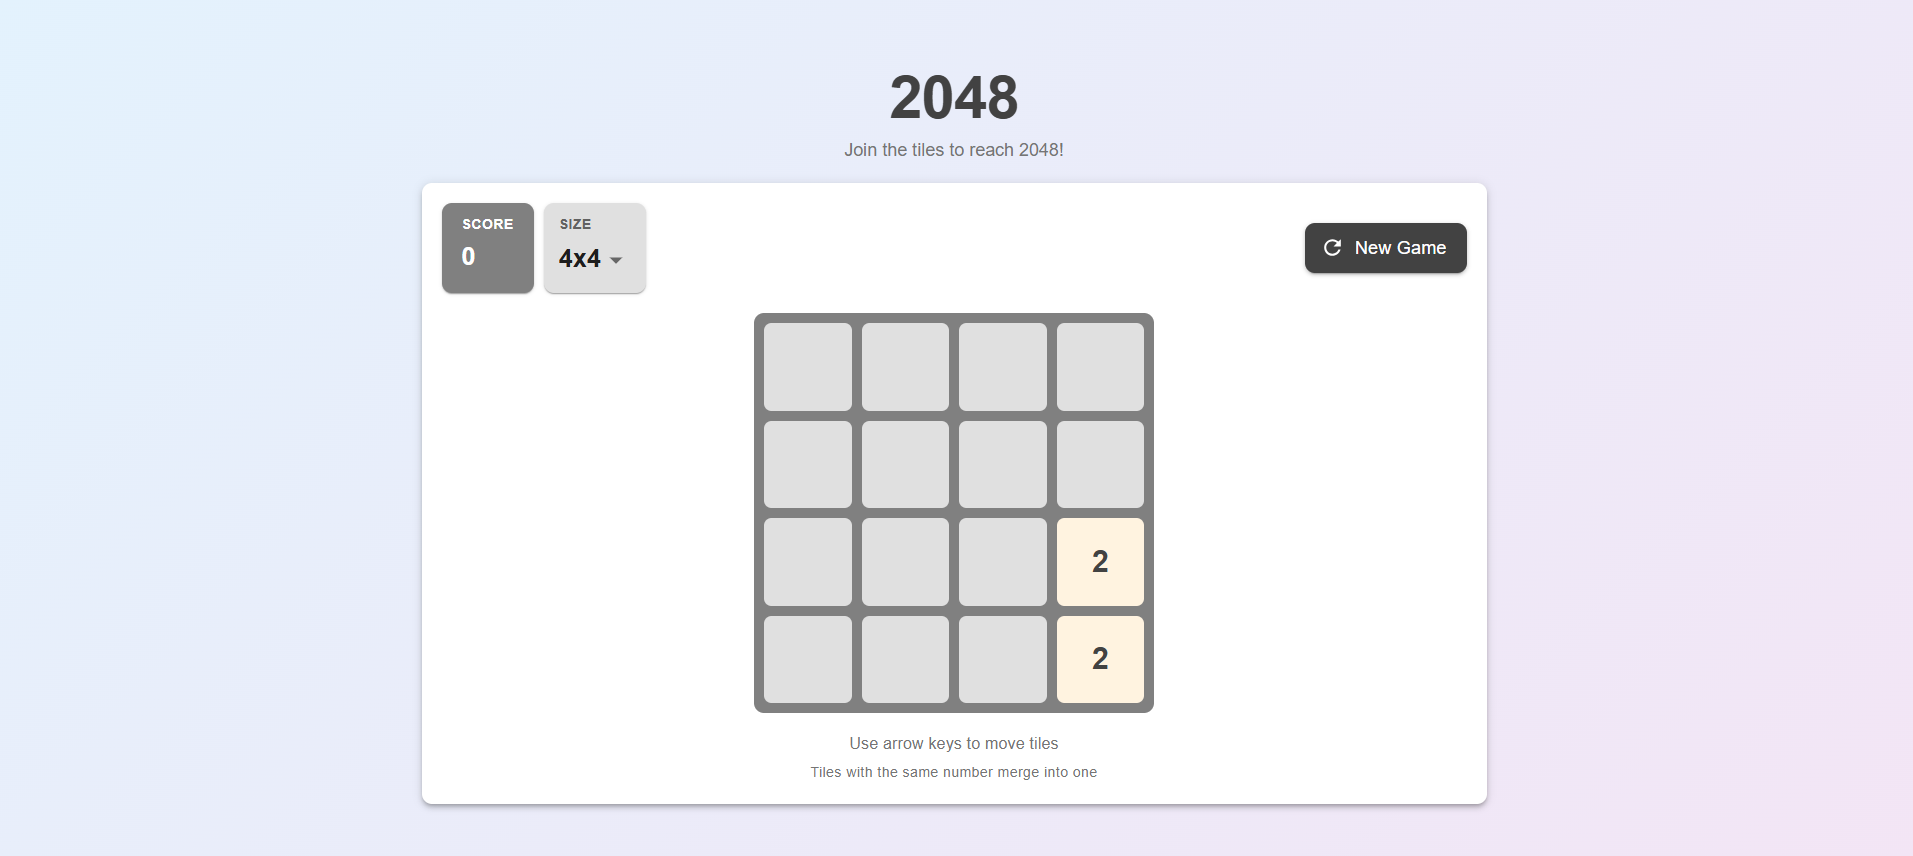 2048
Join the tiles to reach 2048!
SCORE
0
SIZE
4x4
New Game
2
2
Use arrow keys to move tiles
Tiles with the same number merge into one